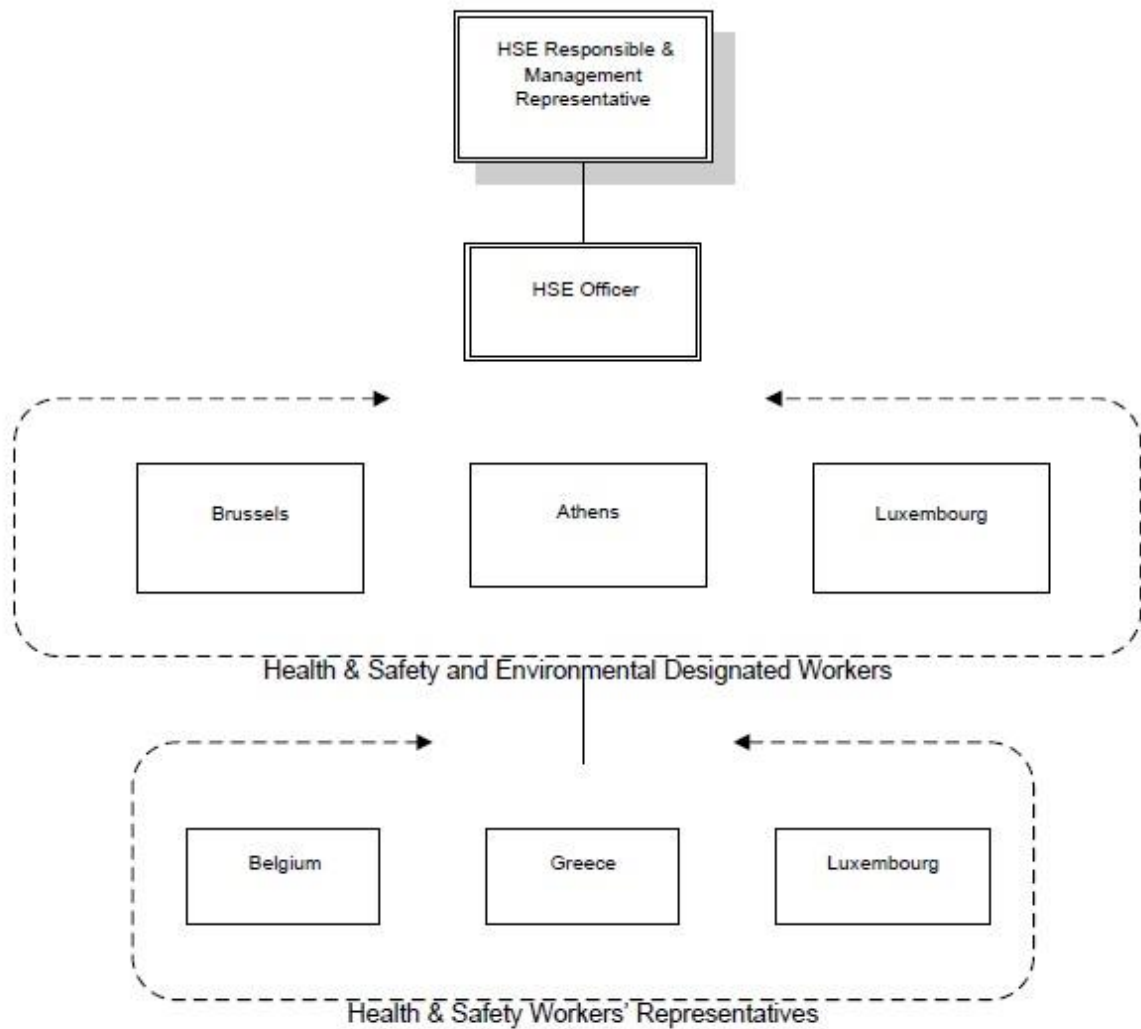 HSE Responsible &
Management
Representative
HSE Officer
Brussels
Athens
Luxembourg
Health & Safety and Environmental Designated Workers
Belgium
Greece
Luxembourg
Health & Safety Workers' Representatives